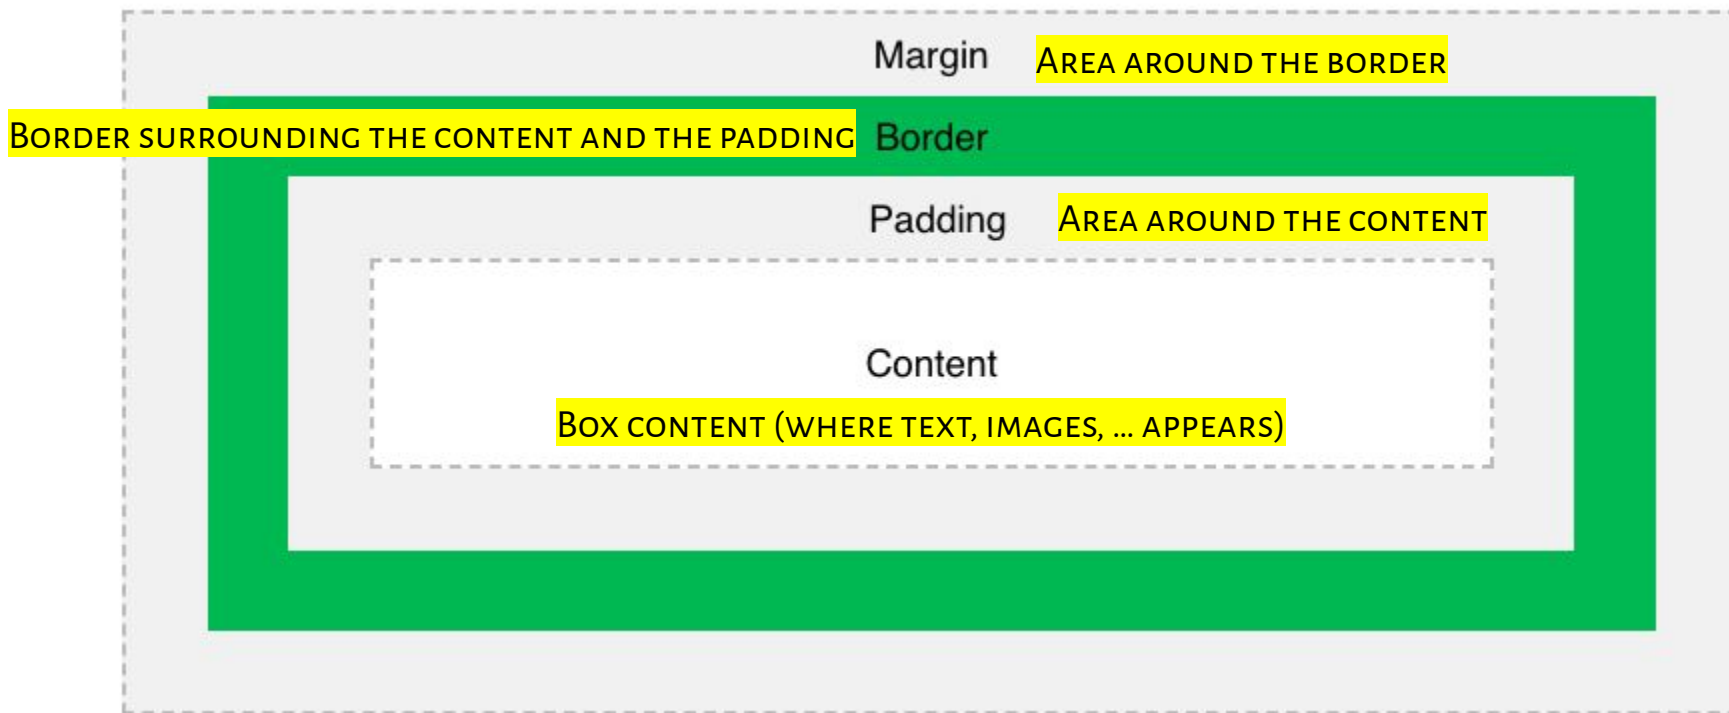 Margin AREA AROUND THE BORDER
BORDER SURROUNDING THE CONTENT AND THE PADDING Border
Padding AREA AROUND THE CONTENT
Content
BOX CONTENT (WHERE TEXT, IMAGES, ... APPEARS)